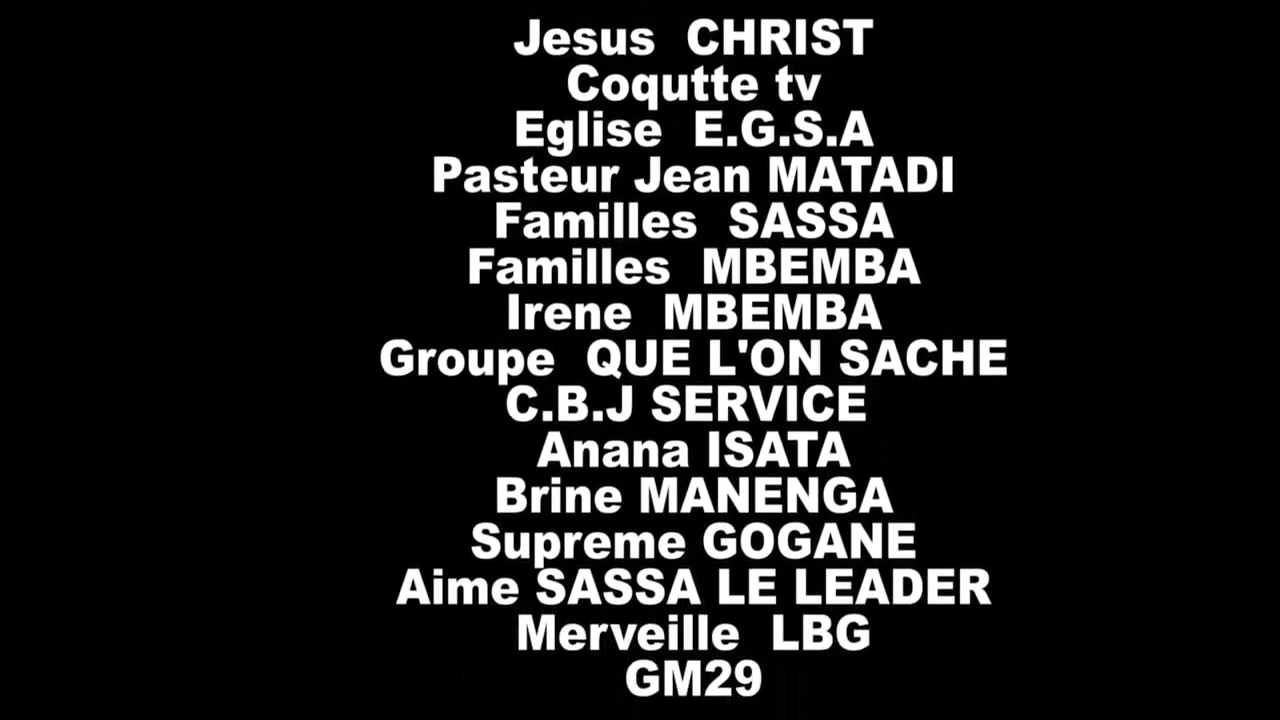 Jesus CHRIST
Coqutte tv
Eglise E.G.S.A
Pasteur Jean MATADI
Familles SASSA
Familles MBEMBA
Irene MBEMBA
Groupe QUE L'ON SACHE
C.B.J SERVICE
Anana ISATA
Brine MANENGA
Supreme GOGANE
Aime SASSA LE LEADER
Merveille LBG
GM29